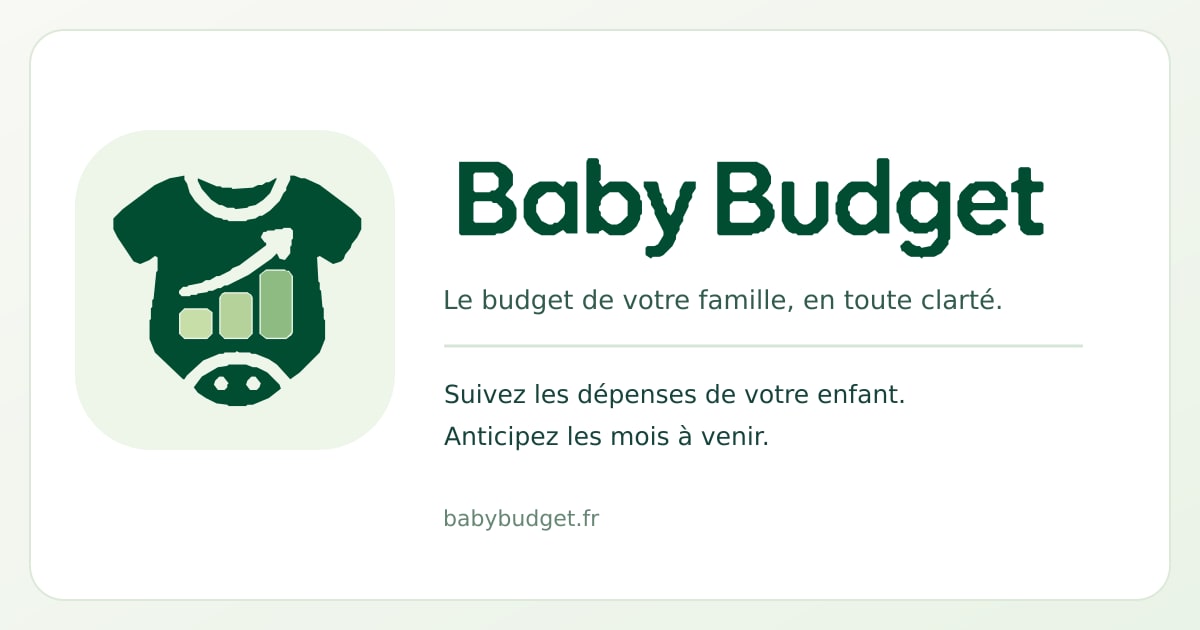 Baby Budget
Le budget de votre famille, en toute clarté.
Suivez les dépenses de votre enfant.
Anticipez les mois à venir.
babybudget.fr